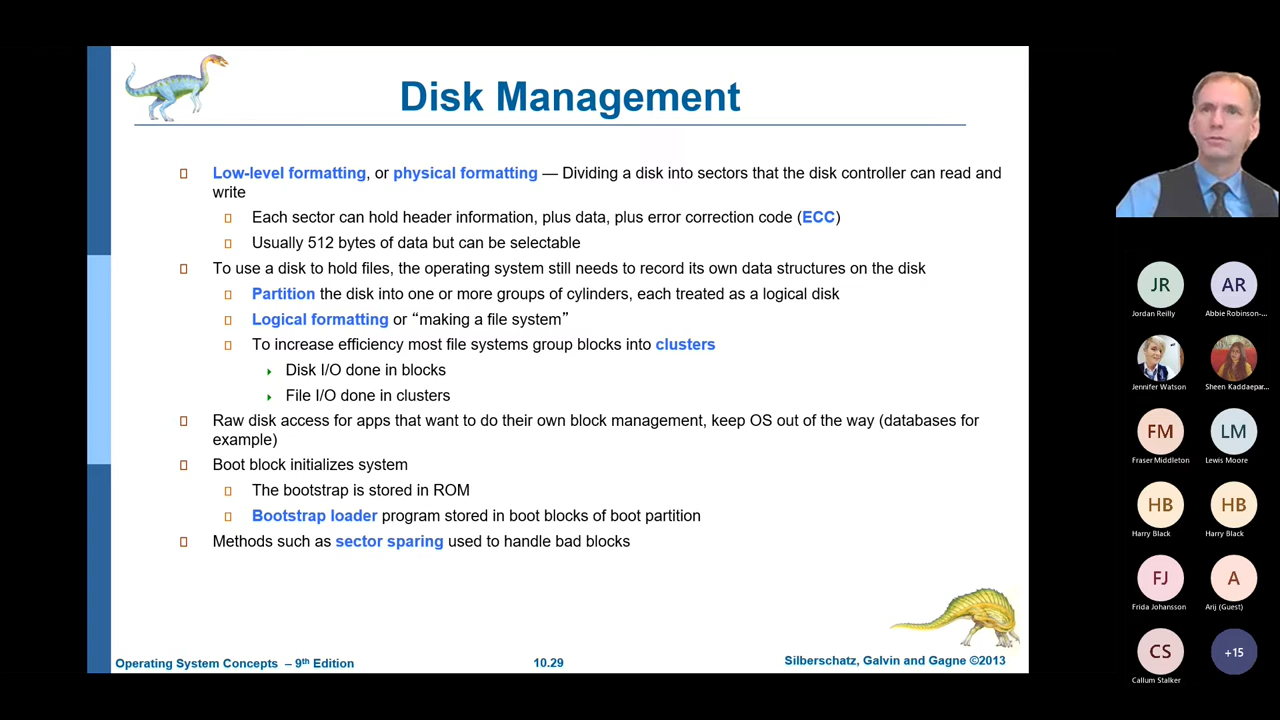 Disk Management
Low-level formatting, or physical formatting — Dividing a disk into sectors that the disk controller can read and
write
Each sector can hold header information, plus data, plus error correction code (ECC)
Usually 512 bytes of data but can be selectable
To use a disk to hold files, the operating system still needs to record its own data structures on the disk
Partition the disk into one or more groups of cylinders, each treated as a logical disk
Logical formatting or “making a file system”
To increase efficiency most file systems group blocks into clusters
Disk I/O done in blocks
File I/O done in clusters
Raw disk access for apps that want to do their own block management, keep OS out of the way (databases for
example)
Boot block initializes system
The bootstrap is stored in ROM
Bootstrap loader program stored in boot blocks of boot partition
Methods such as sector sparing used to handle bad blocks
Operating System Concepts – 9th Edition
10.29
Silberschatz, Galvin and Gagne ©2013
JR
AR
Jordan Reilly
Abbie Robinson-...
Jennifer Watson
Sheen Kaddaepar...
FM
LM
Fraser Middleton
Lewis Moore
HB
HB
Harry Black
Harry Black
FJ
A
Frida Johansson
Arij (Guest)
CS
+15
Callum Stalker